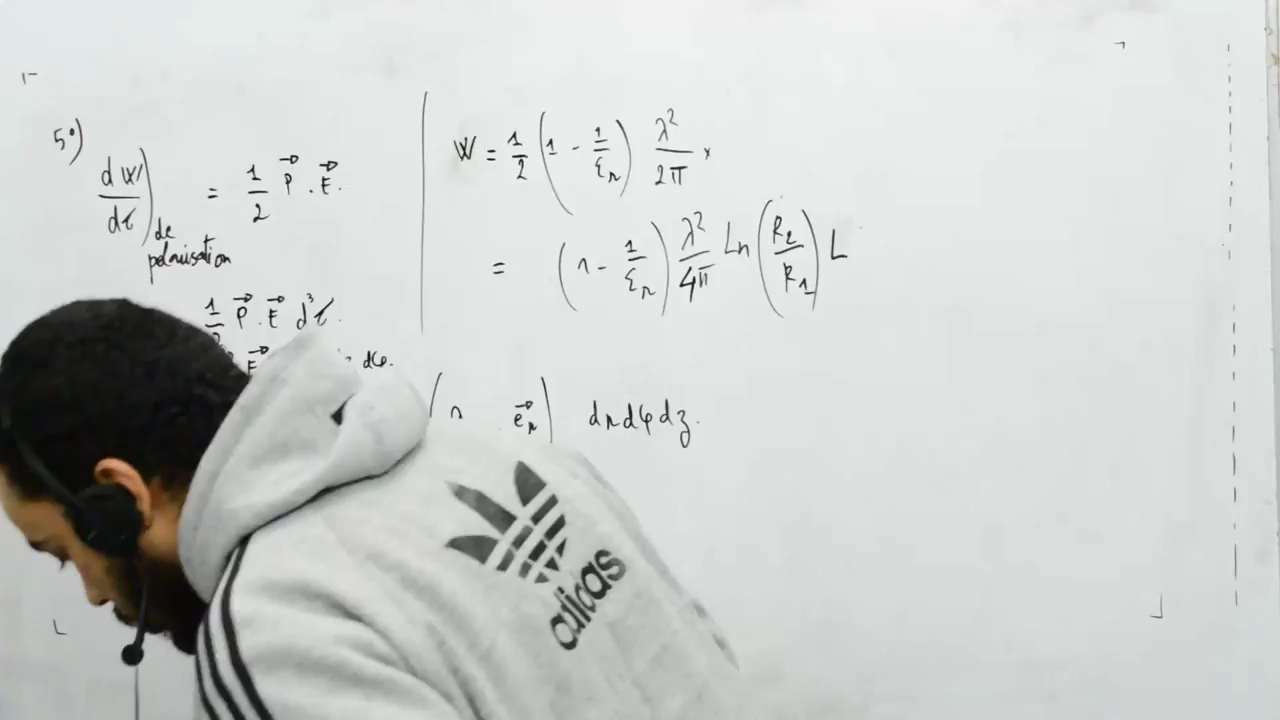 5°)
dW/dτ)de polarisation = 1/2 P⃗ . E⃗.
1/2 P⃗ . E⃗ d³τ.
E⃗ dφ.
W = 1/2 (1 - 1/εr) λ²/2π ×
= (1 - 1/εr) λ²/4π Ln (R2/R1) L
e⃗r) dr dφ dz.
adidas